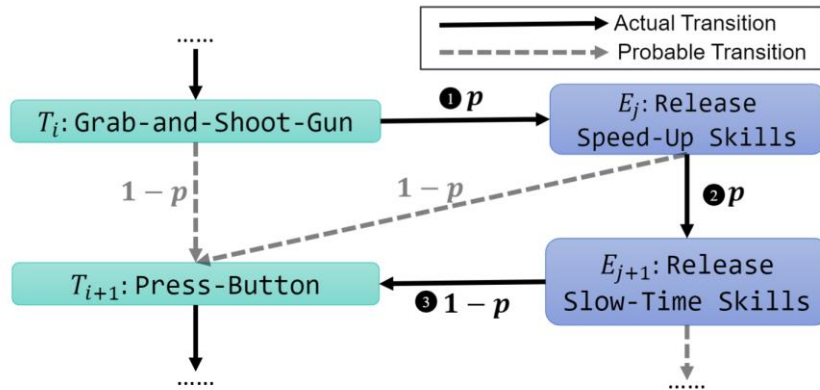 ……
Actual Transition
Probable Transition
T_i: Grab-and-Shoot-Gun
❶ p
E_j: Release
Speed-Up Skills
1 − p
1 − p
❷ p
T_{i+1}: Press-Button
❸ 1 − p
E_{j+1}: Release
Slow-Time Skills
……
……